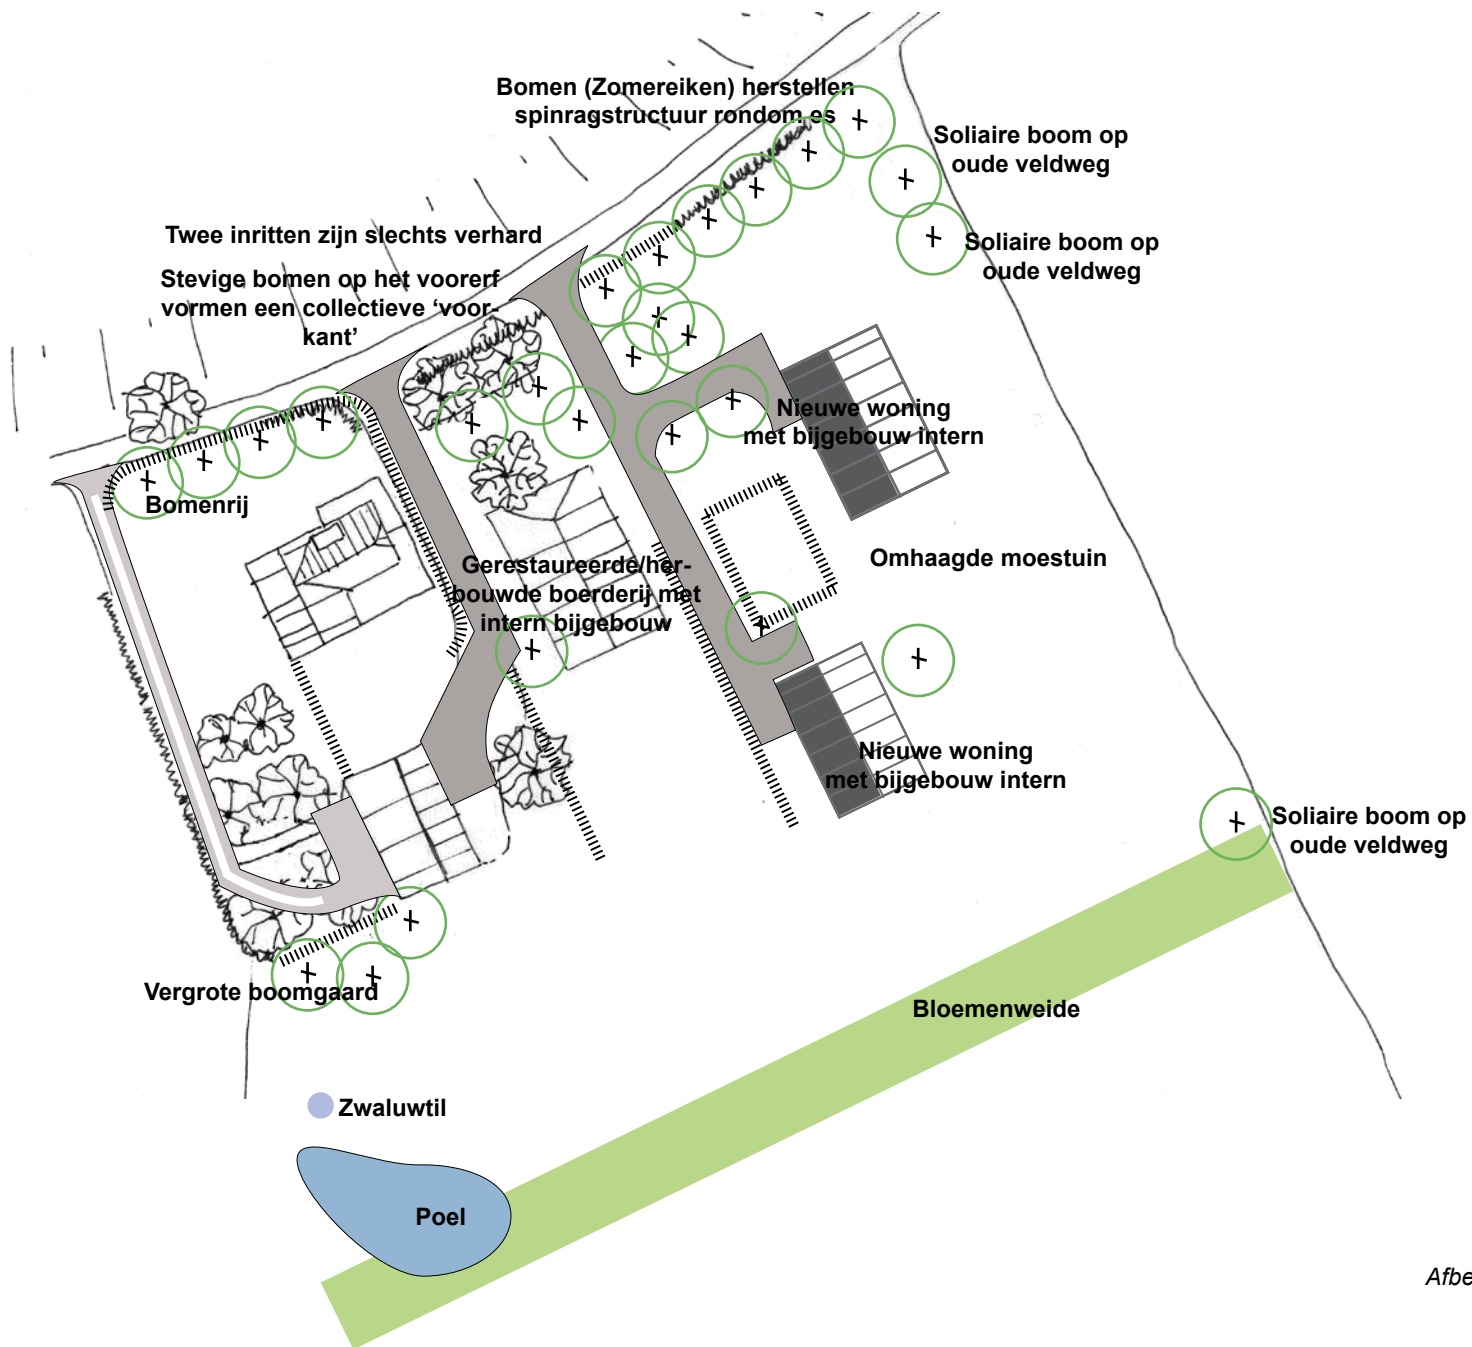 Bomen (Zomereiken) herstellen
spinragstructuur rondom es
Soliaire boom op
oude veldweg
Soliaire boom op
oude veldweg
Twee inritten zijn slechts verhard
Stevige bomen op het voorerf
vormen een collectieve ‘voor-
kant’
Nieuwe woning
met bijgebouw intern
Bomenrij
Gerestaureerde/her-
bouwde boerderij met
intern bijgebouw
Omhaagde moestuin
Nieuwe woning
met bijgebouw intern
Soliaire boom op
oude veldweg
Vergrote boomgaard
Bloemenweide
Zwaluwtil
Poel
Afbe